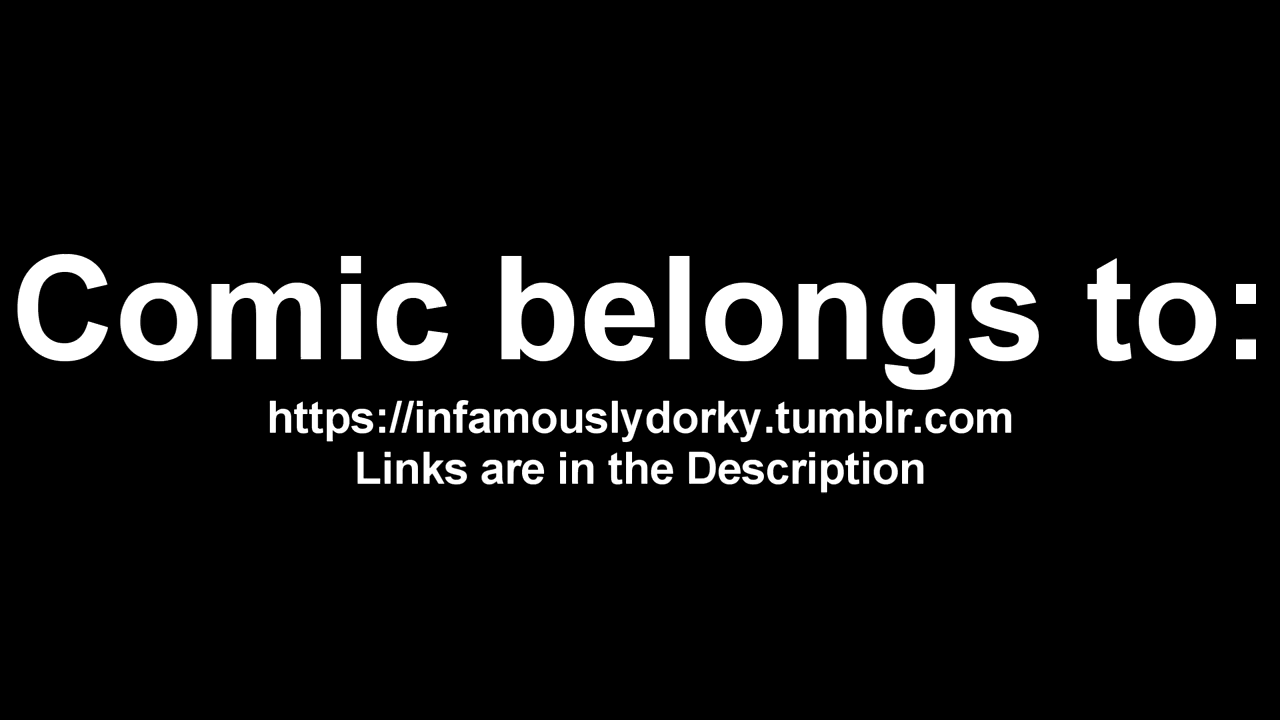 Comic belongs to:
https://infamouslydorky.tumblr.com
Links are in the Description